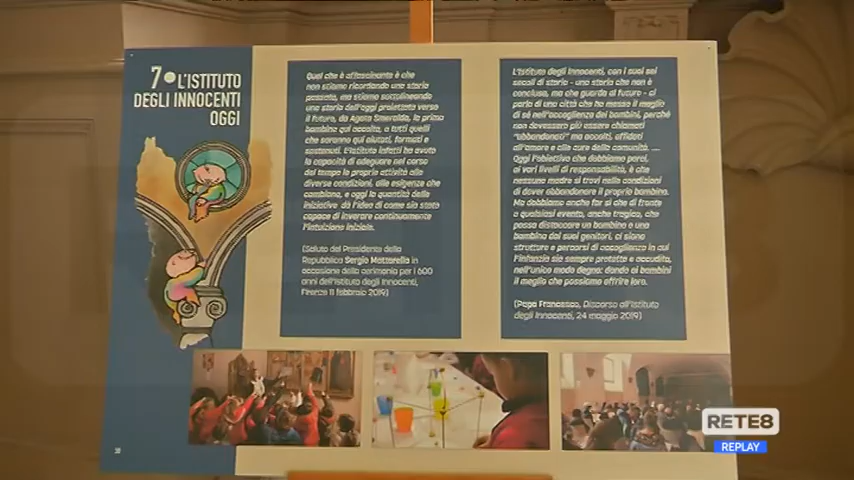 7 L'ISTITUTO
DEGLI INNOCENTI
OGGI
Quel che è affascinante è che
non stiamo ricordando una storia
passata, ma stiamo sottolineando
una storia dell'oggi proiettata verso
il futuro, da Agata Smeralda, la prima
bambina qui accolta, a tutti quelli
che saranno qui aiutati, formati e
sostenuti. L'Istituto infatti ha avuto
la capacità di adeguare nel corso
del tempo le proprie attività alle
diverse condizioni, alle esigenze che
cambiano, e oggi la quantità delle
iniziative dà l'idea di come sia stata
capace di inverare continuamente
l'intuizione iniziale.
(Saluto del Presidente della
Repubblica Sergio Mattarella in
occasione della cerimonia per i 600
anni dell'Istituto degli Innocenti,
Firenze 11 febbraio 2019)
L'Istituto degli Innocenti, con i suoi sei
secoli di storia - una storia che non è
conclusa, ma che guarda al futuro - ci
parla di una città che ha messo il meglio
di sé nell'accoglienza dei bambini, perché
non dovessero più essere chiamati
"abbandonati" ma accolti, affidati
all'amore e alle cure della comunità. ....
Oggi l'obiettivo che dobbiamo porci,
ai vari livelli di responsabilità, è che
nessuna madre si trovi nelle condizioni
di dover abbandonare il proprio bambino.
Ma dobbiamo anche far sì che di fronte
a qualsiasi evento, anche tragico, che
possa distaccare un bambino e una
bambina dai suoi genitori, ci siano
strutture e percorsi di accoglienza in cui
l'infanzia sia sempre protetta e accudita,
nell'unico modo degno: dando ai bambini
il meglio che possiamo offrire loro.
(Papa Francesco, Discorso all'Istituto
degli Innocenti, 24 maggio 2019)
RETE8
REPLAY